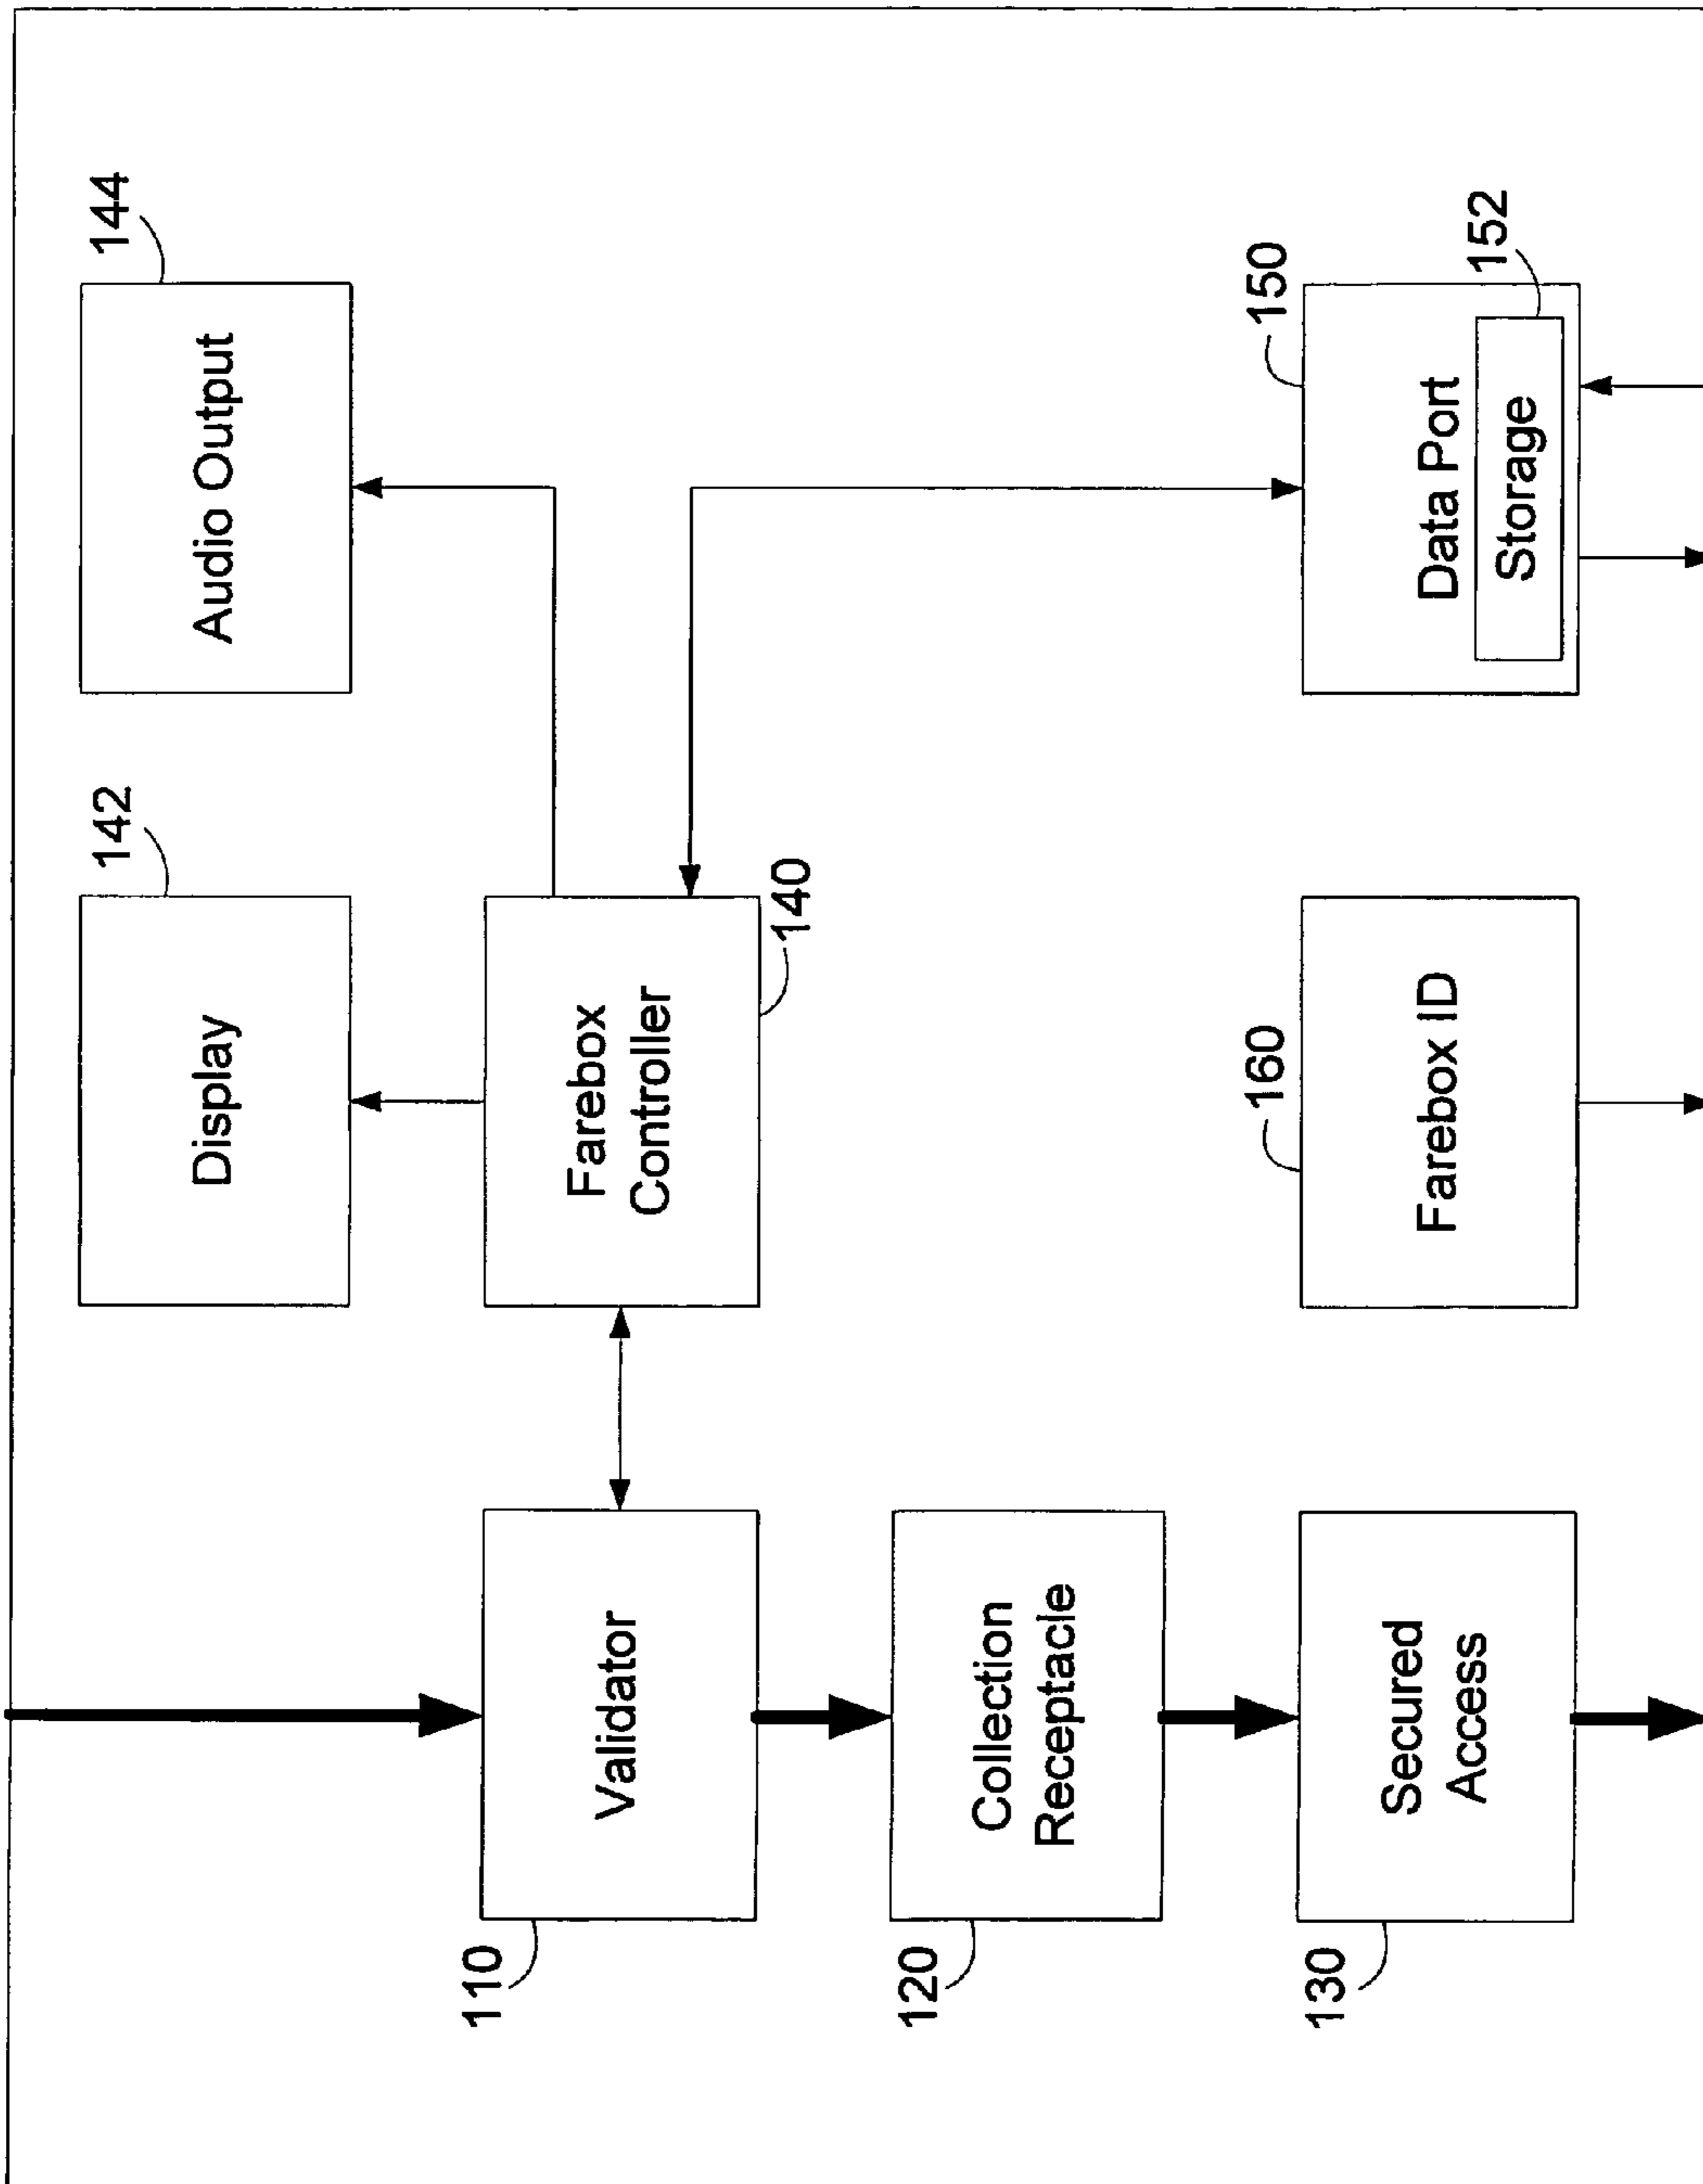 142
Display
144
Audio Output
110
Validator
Farebox
Controller
140
120
Collection
Receptacle
130
Secured
Access
160
Farebox ID
150
Data Port
152
Storage